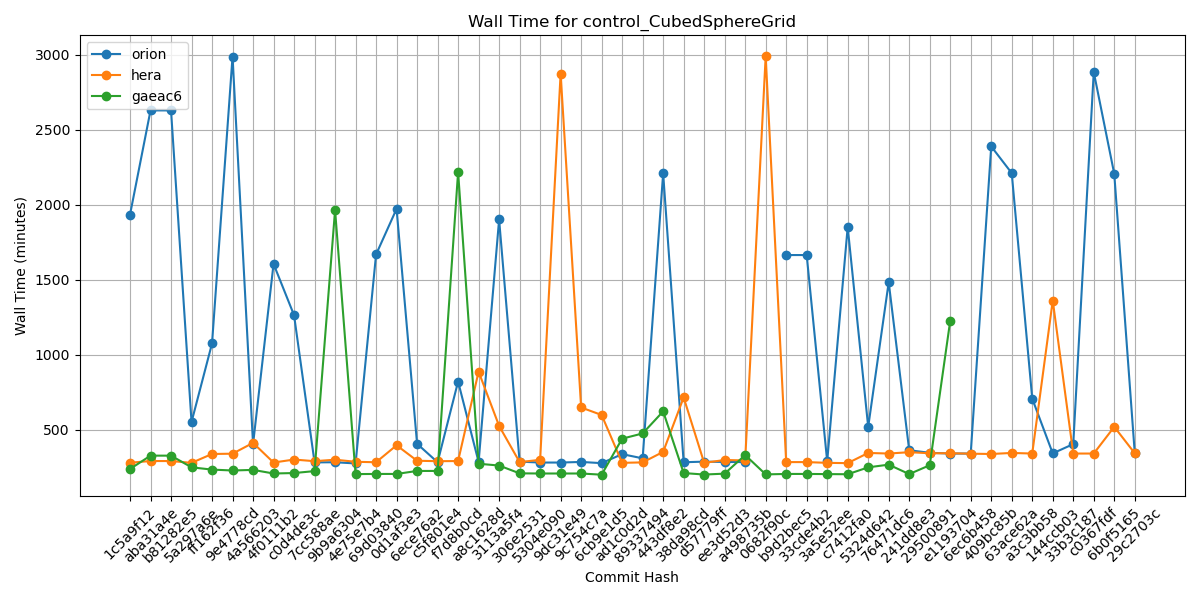 Wall Time for control_CubedSphereGrid
orion
hera
gaeac6
3000
2500
2000
1500
1000
500
Wall Time (minutes)
1c5a9f12
aba31a4e
b81282e5
5a2972a6e
ff162f36
9e4778cd
4a566203
4f0111b2
c0d4de3c
7cc588ae
9b9a6304
4e75e7b4
69d03840
0d1af3e3
6ece76a2
c5f801e4
f7d8b0cd
a8c1628d
3113a5f4
306e2531
5304e090
9dc31e49
9c754c7a
6cb9e1d5
ad1c0d2d
89337494
443df8e2
38da98cd
d5779ff
ee3d52d3
a498735b
0682f90c
b9d2bec5
33cde4b2
3a5e52ee
c7412fa0
5324d642
76471dc6
241dd8e3
29500891
e1193704
6ec6b458
409bc85b
63ace62a
a3c3bb58
144ccb03
33b3c187
c0367fdf
6b0f5165
29c2703c
Commit Hash